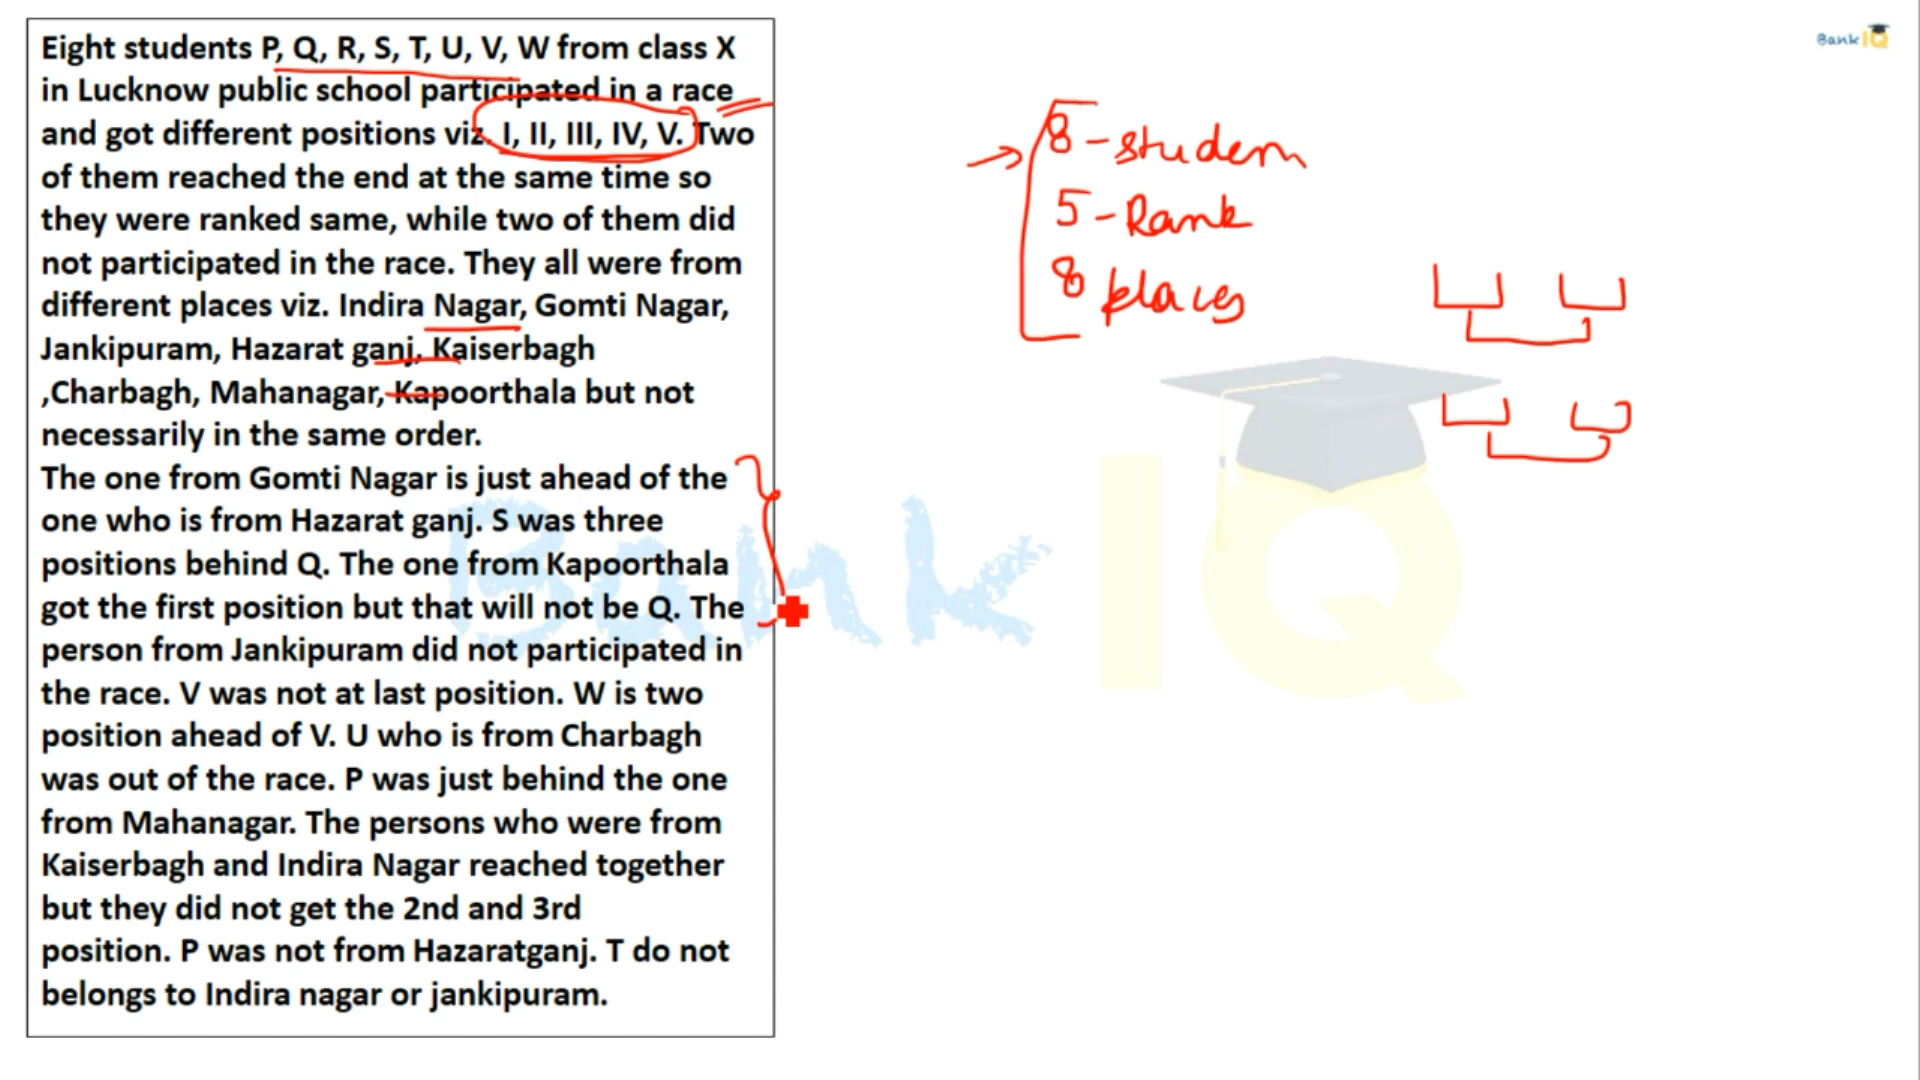 Eight students P, Q, R, S, T, U, V, W from class X
in Lucknow public school participated in a race
and got different positions viz. I, II, III, IV, V. Two
of them reached the end at the same time so
they were ranked same, while two of them did
not participated in the race. They all were from
different places viz. Indira Nagar, Gomti Nagar,
Jankipuram, Hazarat ganj, Kaiserbagh
,Charbagh, Mahanagar, Kapoorthala but not
necessarily in the same order.
The one from Gomti Nagar is just ahead of the
one who is from Hazarat ganj. S was three
positions behind Q. The one from Kapoorthala
got the first position but that will not be Q. The
person from Jankipuram did not participated in
the race. V was not at last position. W is two
position ahead of V. U who is from Charbagh
was out of the race. P was just behind the one
from Mahanagar. The persons who were from
Kaiserbagh and Indira Nagar reached together
but they did not get the 2nd and 3rd
position. P was not from Hazaratganj. T do not
belongs to Indira nagar or jankipuram.
8-student
5-Rank
8 places
Bank IQ
Bank IQ